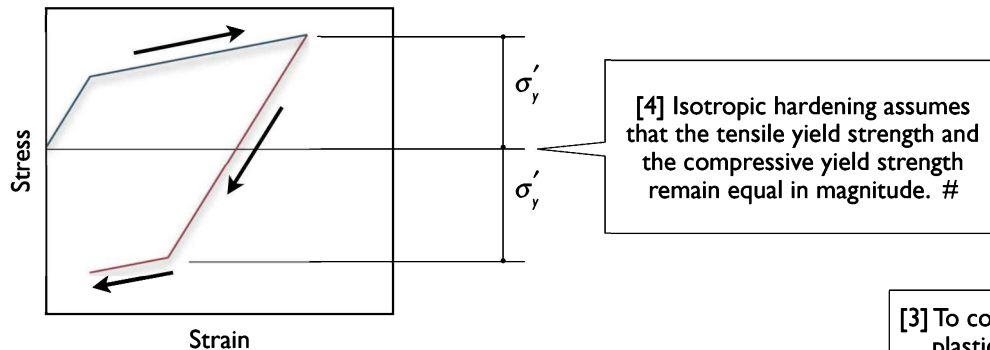 Stress
Strain
σ′y
σ′y
[4] Isotropic hardening assumes
that the tensile yield strength and
the compressive yield strength
remain equal in magnitude. #
[3] To co
plastic